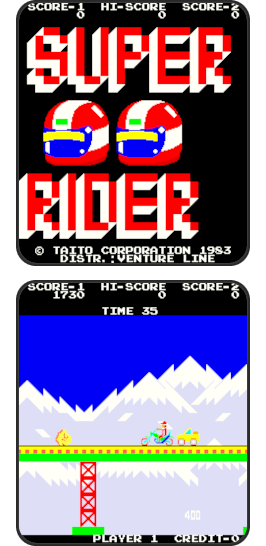 SCORE-1 HI-SCORE SCORE-2
0 0 0
SUPER
RIDER
© TAITO CORPORATION 1983
DISTR.:VENTURE LINE
SCORE-1 HI-SCORE SCORE-2
1730 0 0
TIME 35
400
PLAYER 1 CREDIT-0